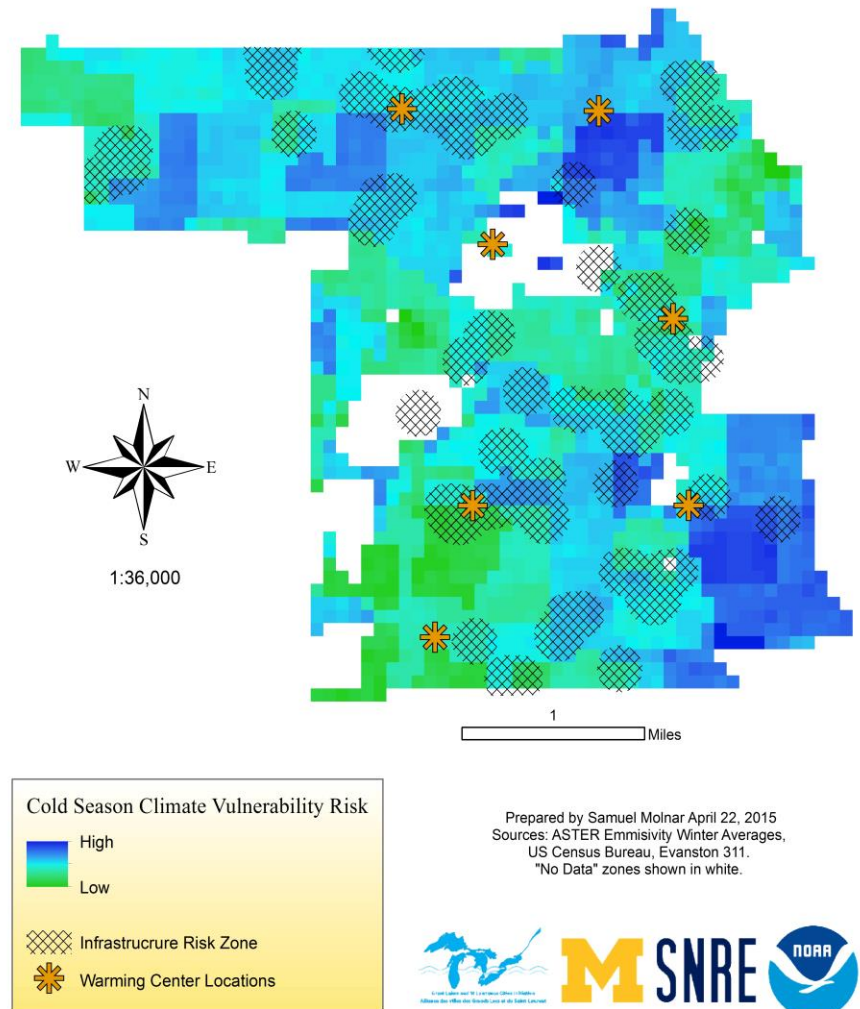 N
W
E
S
1:36,000
1
Miles
Cold Season Climate Vulnerability Risk
High
Low
Infrastrucrure Risk Zone
Warming Center Locations
Prepared by Samuel Molnar April 22, 2015
Sources: ASTER Emmisivity Winter Averages,
US Census Bureau, Evanston 311.
"No Data" zones shown in white.
M SNRE
NOAA